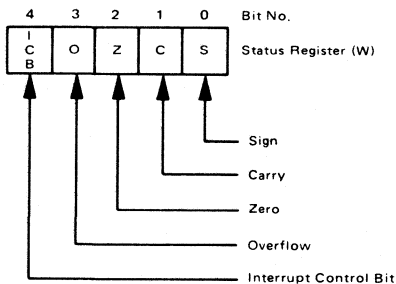 4 3 2 1 0 Bit No.
I
C
B
O Z C S Status Register (W)
Sign
Carry
Zero
Overflow
Interrupt Control Bit